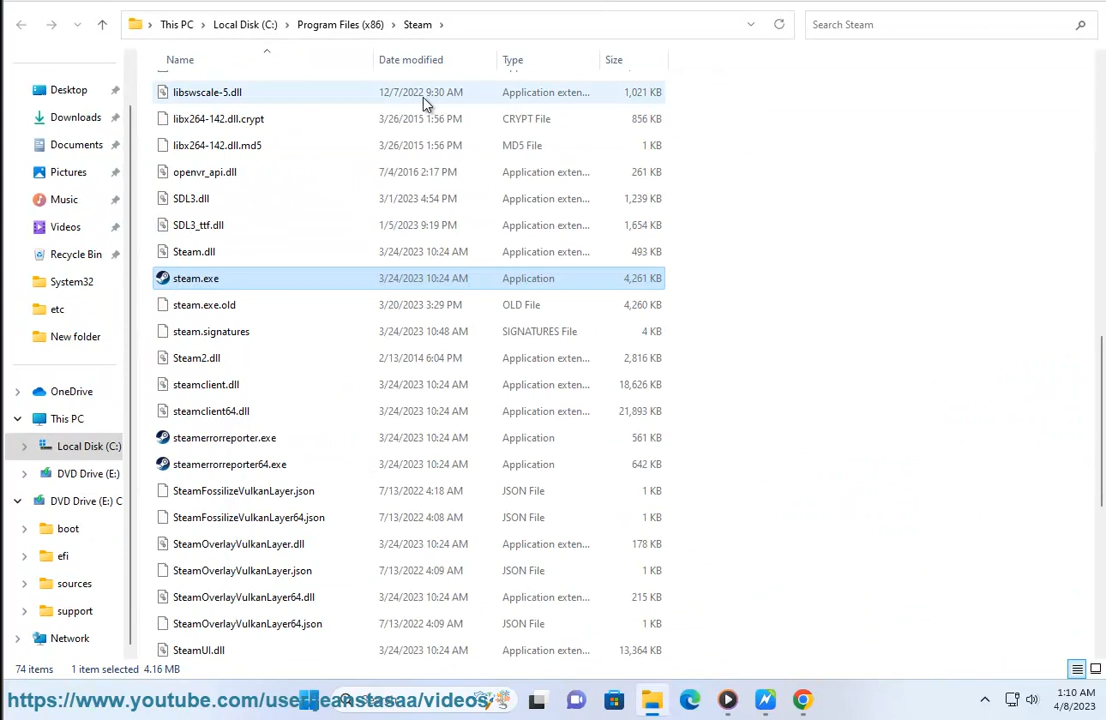 This PC > Local Disk (C:) > Program Files (x86) > Steam >
Search Steam
Name Date modified Type Size
Desktop
Downloads
Documents
Pictures
Music
Videos
Recycle Bin
System32
etc
New folder
OneDrive
This PC
Local Disk (C:)
DVD Drive (E:)
DVD Drive (E:) C
boot
efi
sources
support
Network
libswscale-5.dll 12/7/2022 9:30 AM Application exten... 1,021 KB
libx264-142.dll.crypt 3/26/2015 1:56 PM CRYPT File 856 KB
libx264-142.dll.md5 3/26/2015 1:56 PM MD5 File 1 KB
openvr_api.dll 7/4/2016 2:17 PM Application exten... 261 KB
SDL3.dll 3/1/2023 4:54 PM Application exten... 1,239 KB
SDL3_ttf.dll 1/5/2023 9:19 PM Application exten... 1,654 KB
Steam.dll 3/24/2023 10:24 AM Application exten... 493 KB
steam.exe 3/24/2023 10:24 AM Application 4,261 KB
steam.exe.old 3/20/2023 3:29 PM OLD File 4,260 KB
steam.signatures 3/24/2023 10:48 AM SIGNATURES File 4 KB
Steam2.dll 2/13/2014 6:04 PM Application exten... 2,816 KB
steamclient.dll 3/24/2023 10:24 AM Application exten... 18,626 KB
steamclient64.dll 3/24/2023 10:24 AM Application exten... 21,893 KB
steamerrorreporter.exe 3/24/2023 10:24 AM Application 561 KB
steamerrorreporter64.exe 3/24/2023 10:24 AM Application 642 KB
SteamFossilizeVulkanLayer.json 7/13/2022 4:18 AM JSON File 1 KB
SteamFossilizeVulkanLayer64.json 7/13/2022 4:08 AM JSON File 1 KB
SteamOverlayVulkanLayer.dll 3/24/2023 10:24 AM Application exten... 178 KB
SteamOverlayVulkanLayer.json 7/13/2022 4:09 AM JSON File 1 KB
SteamOverlayVulkanLayer64.dll 3/24/2023 10:24 AM Application exten... 215 KB
SteamOverlayVulkanLayer64.json 7/13/2022 4:09 AM JSON File 1 KB
SteamUI.dll 3/24/2023 10:24 AM Application exten... 13,364 KB
74 items 1 item selected 4.16 MB
1:10 AM
4/8/2023